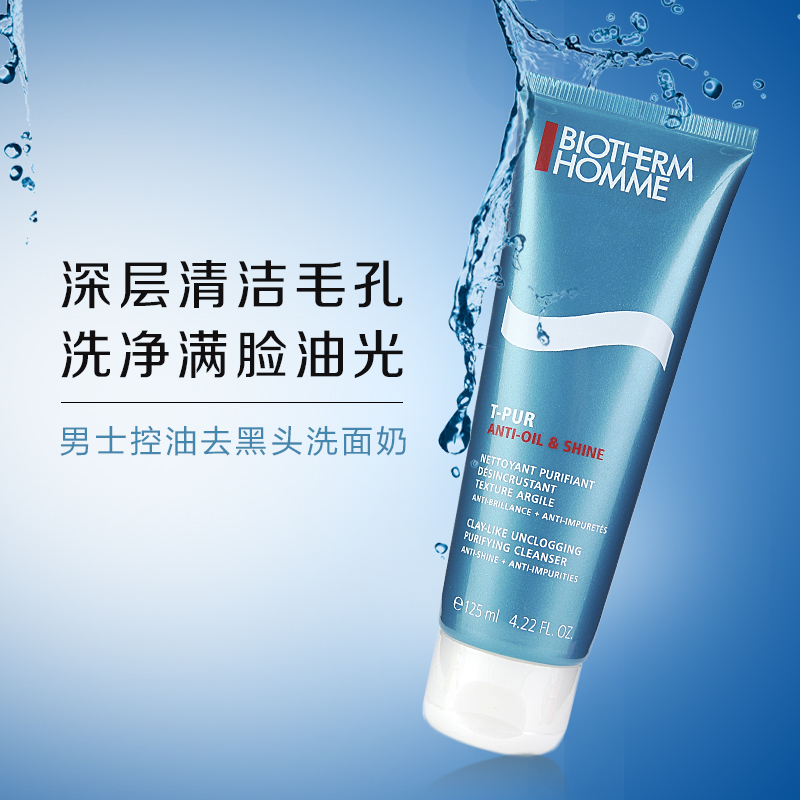 深层清洁毛孔
洗净满脸油光
男士控油去黑头洗面奶
BIOTHERM
HOMME
T-PUR
ANTI-OIL & SHINE
NETTOYANT PURIFIANT
DÉSINCRUSTANT
TEXTURE ARGILE
ANTI-BRILLANCE + ANTI-IMPURETÉS
CLAY-LIKE UNCLOGGING
PURIFYING CLEANSER
ANTI-SHINE + ANTI-IMPURITIES
℮125 ml 4.22 FL. OZ.